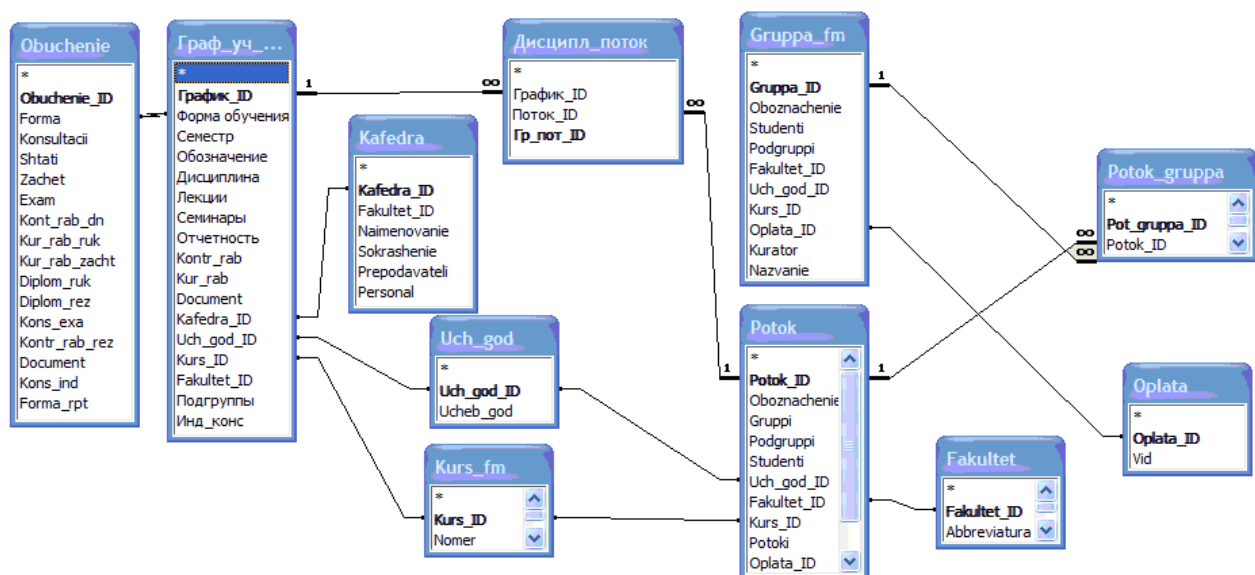 Obuchenie
*
Obuchenie_ID
Forma
Konsultacii
Shtati
Zachet
Exam
Kont_rab_dn
Kur_rab_ruk
Kur_rab_zacht
Diplom_ruk
Diplom_rez
Kons_exa
Kontr_rab_rez
Document
Kons_ind
Forma_rpt
Граф_уч_...
*
График_ID
Форма обучения
Семестр
Обозначение
Дисциплина
Лекции
Семинары
Отчетность
Kontr_rab
Kur_rab
Document
Kafedra_ID
Uch_god_ID
Kurs_ID
Fakultet_ID
Подгруппы
Инд_конс
1
∞
Дисципл_поток
*
График_ID
Поток_ID
Гр_пот_ID
∞
Kafedra
*
Kafedra_ID
Fakultet_ID
Naimenovanie
Sokrashenie
Prepodavateli
Personal
Uch_god
*
Uch_god_ID
Ucheb_god
Kurs_fm
*
Kurs_ID
Nomer
Gruppa_fm
*
Gruppa_ID
Oboznachenie
Studenti
Podgruppi
Fakultet_ID
Uch_god_ID
Kurs_ID
Oplata_ID
Kurator
Nazvanie
1
Potok_gruppa
*
Pot_gruppa_ID
Potok_ID
∞
∞
Potok
*
Potok_ID
Oboznachenie
Gruppi
Podgruppi
Studenti
Uch_god_ID
Fakultet_ID
Kurs_ID
Potoki
Oplata_ID
1
1
Fakultet
*
Fakultet_ID
Abbreviatura
Oplata
*
Oplata_ID
Vid